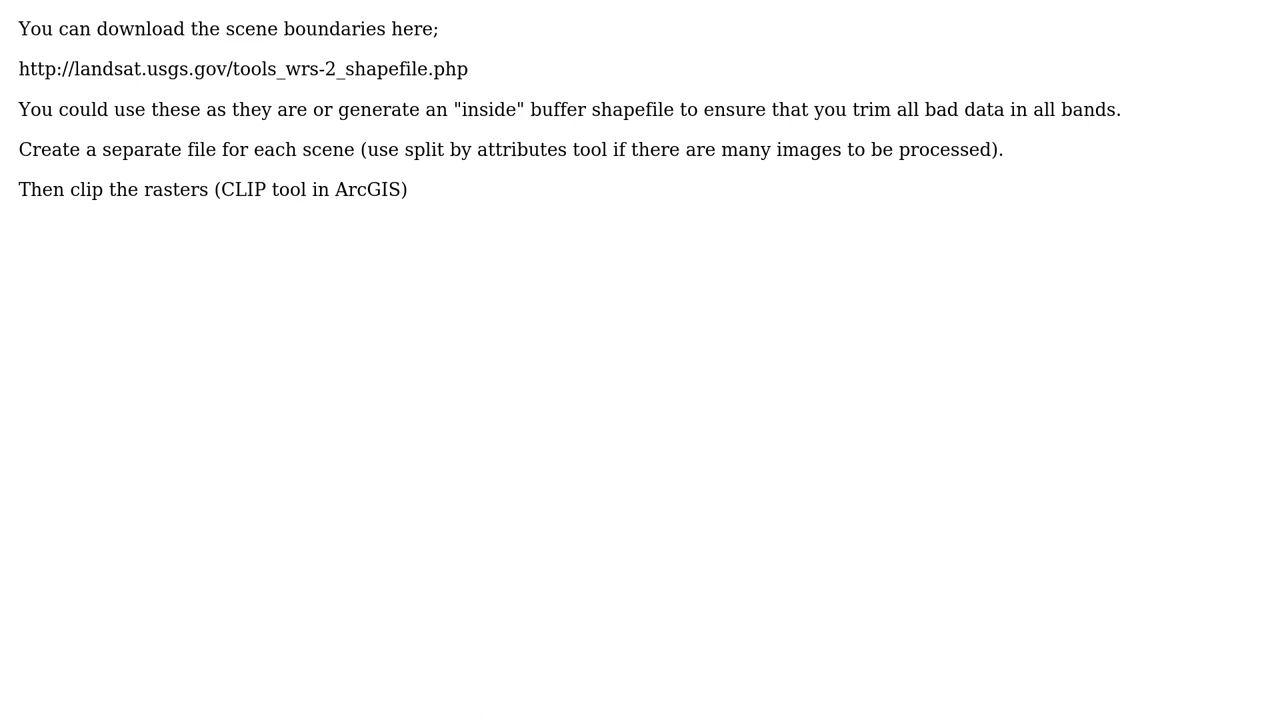 You can download the scene boundaries here;
http://landsat.usgs.gov/tools_wrs-2_shapefile.php
You could use these as they are or generate an "inside" buffer shapefile to ensure that you trim all bad data in all bands.
Create a separate file for each scene (use split by attributes tool if there are many images to be processed).
Then clip the rasters (CLIP tool in ArcGIS)